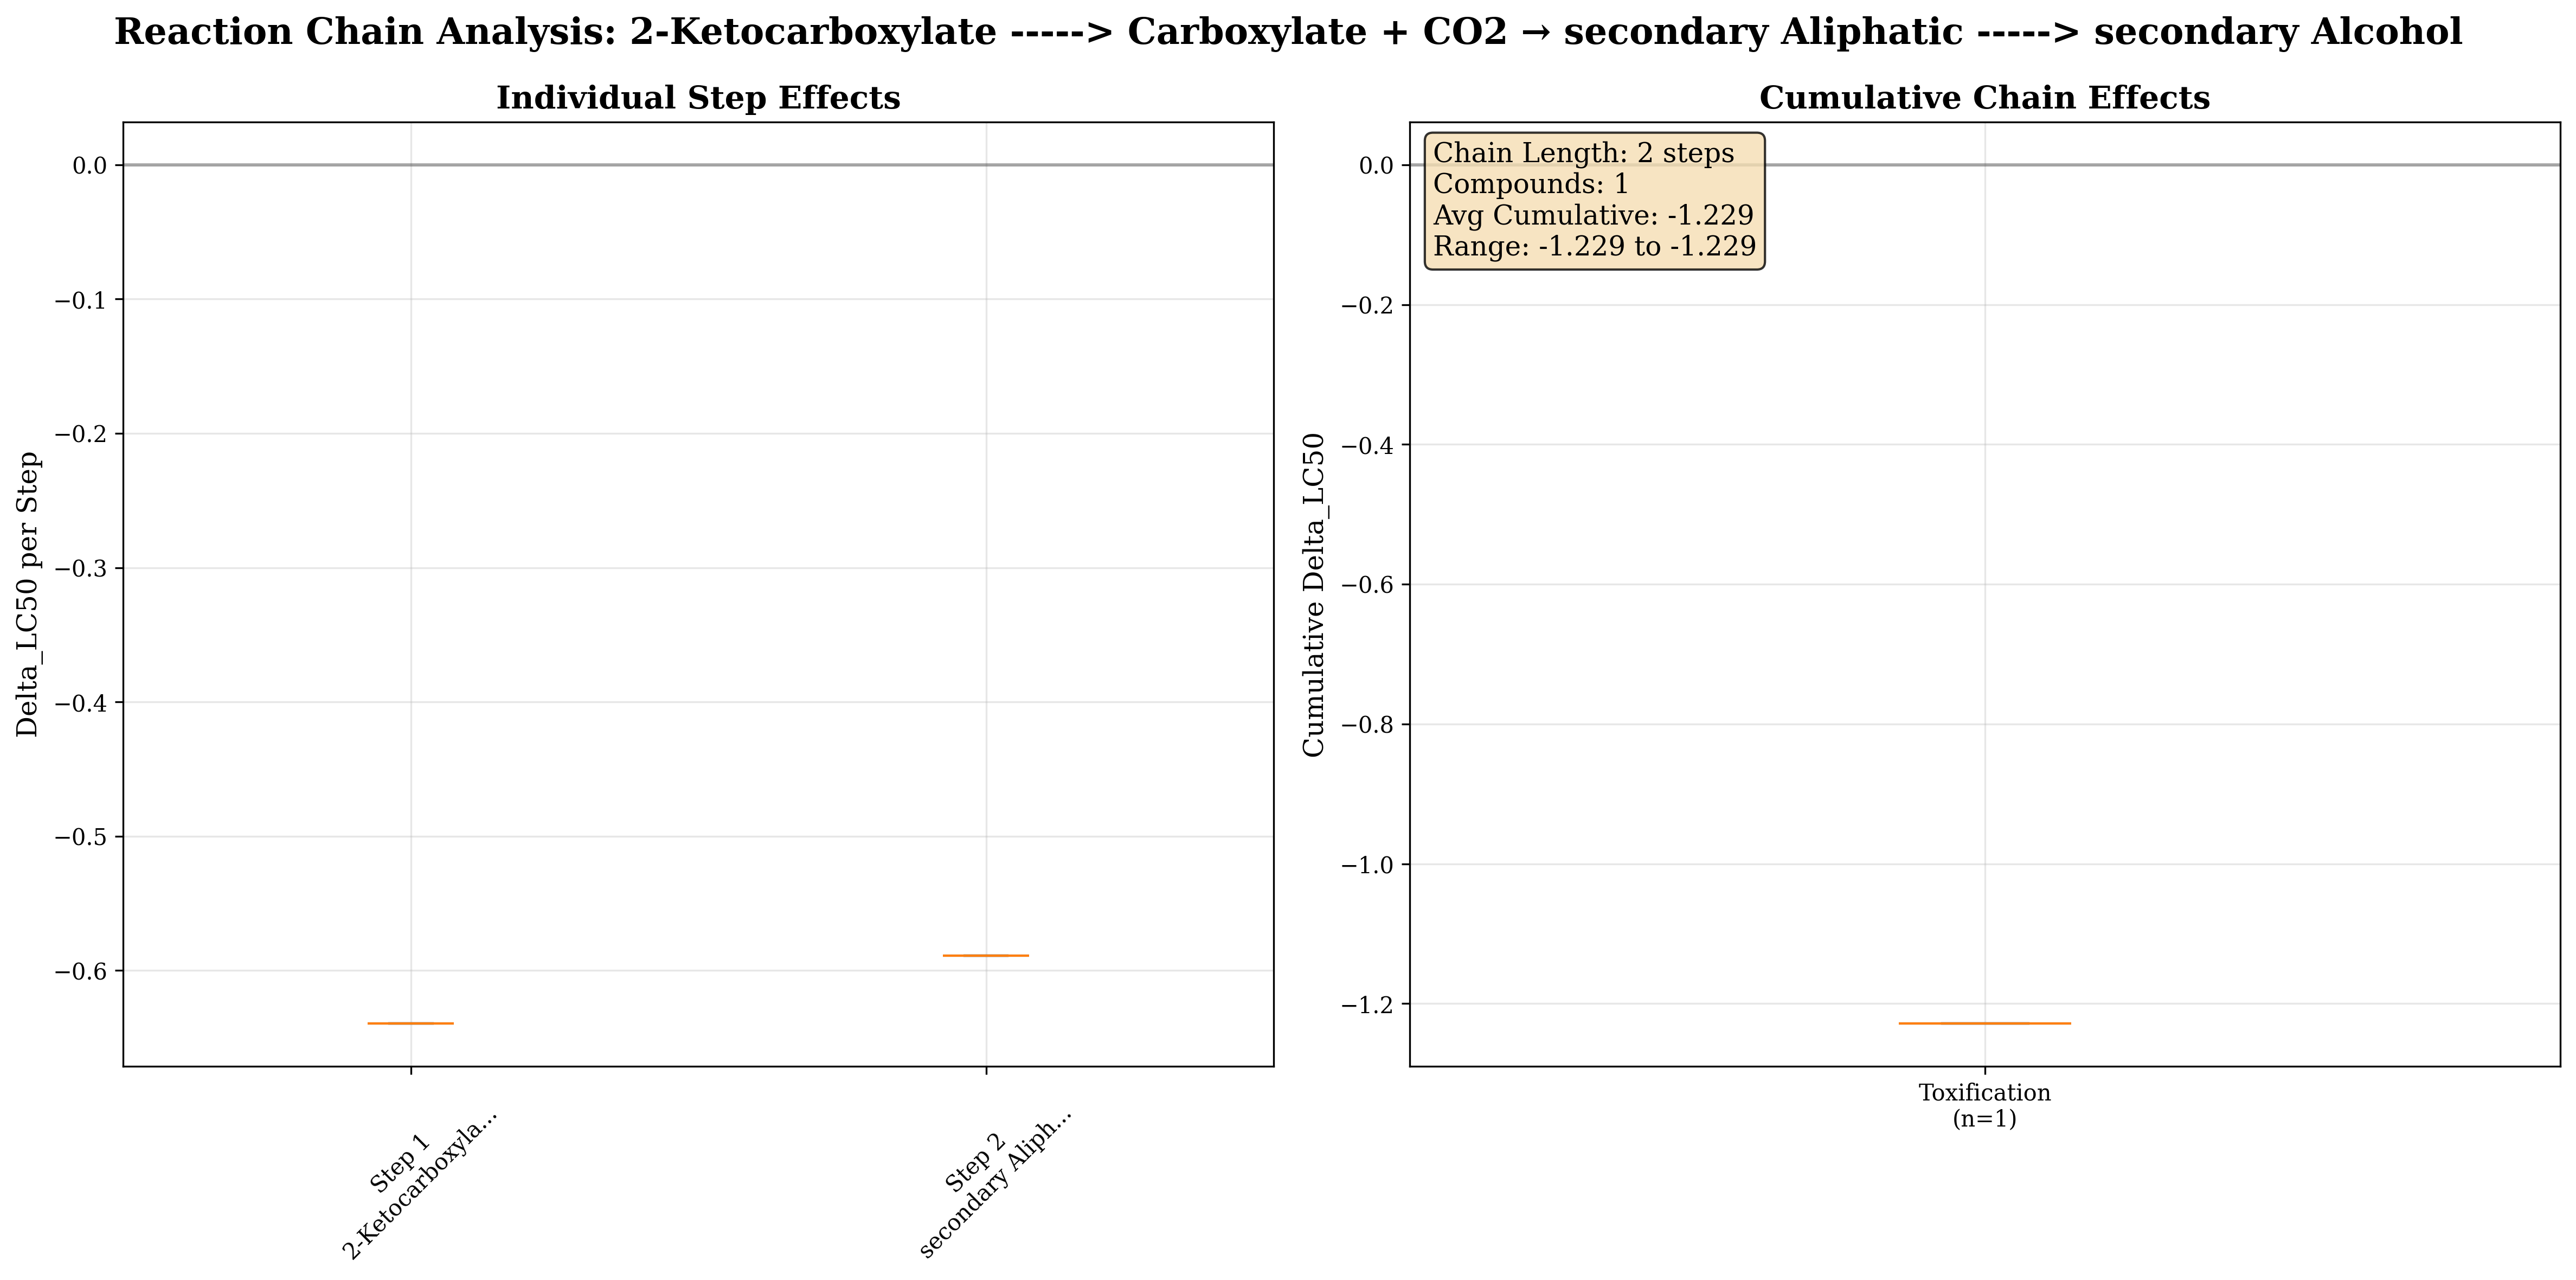 Reaction Chain Analysis: 2-Ketocarboxylate -----> Carboxylate + CO2 → secondary Aliphatic -----> secondary Alcohol
Individual Step Effects
Delta_LC50 per Step
0.0
−0.1
−0.2
−0.3
−0.4
−0.5
−0.6
Step 1
2-Ketocarboxyla...
Step 2
secondary Aliph...
Cumulative Chain Effects
Chain Length: 2 steps
Compounds: 1
Avg Cumulative: -1.229
Range: -1.229 to -1.229
Cumulative Delta_LC50
0.0
−0.2
−0.4
−0.6
−0.8
−1.0
−1.2
Toxification
(n=1)